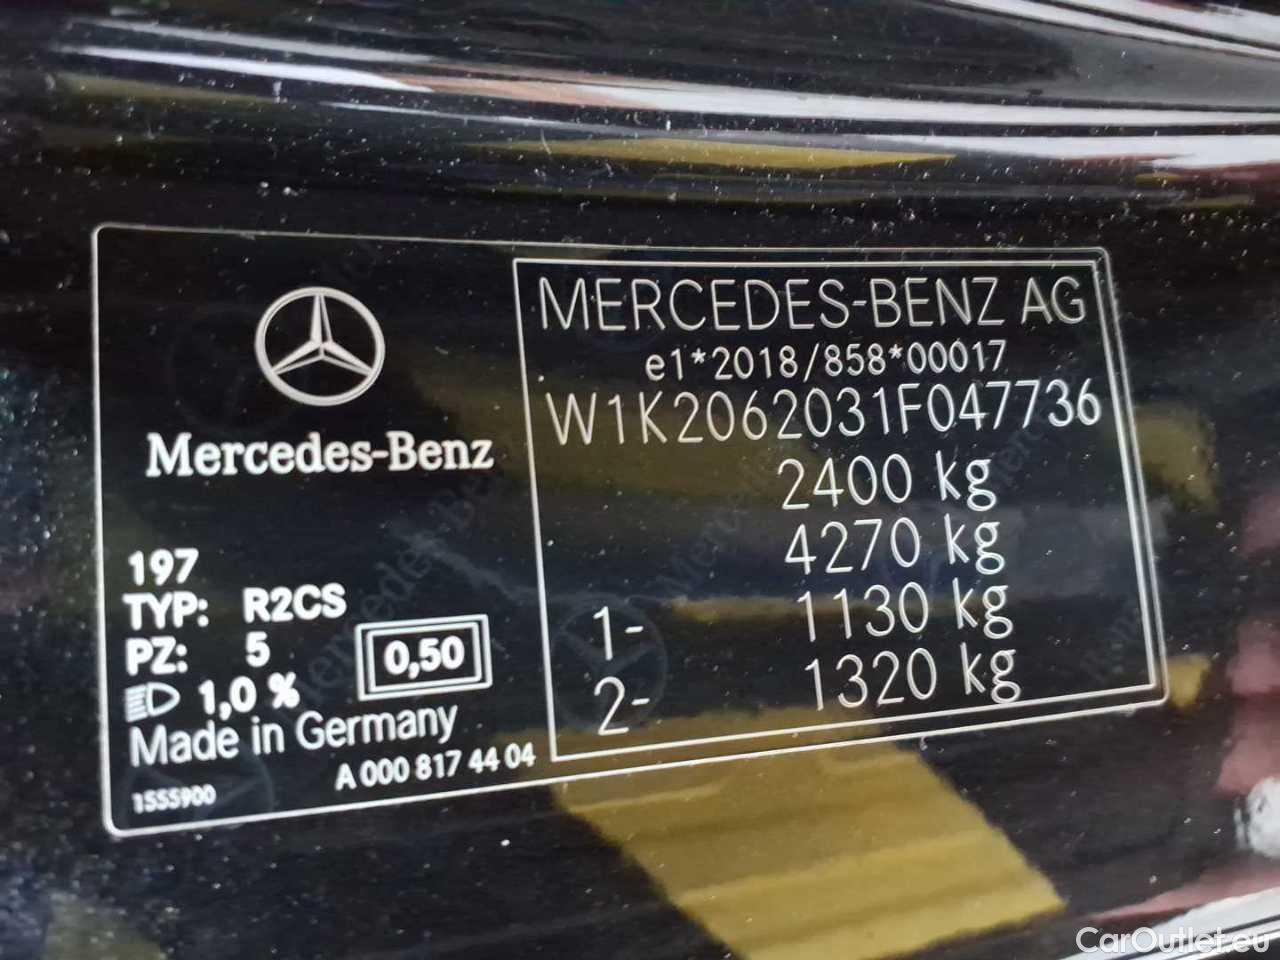 Mercedes-Benz
197
TYP: R2CS
PZ: 5
0,50
1,0 %
Made in Germany
A 000 817 44 04
1555900
MERCEDES-BENZ AG
e1*2018/858*00017
W1K2062031F047736
2400 kg
4270 kg
1- 1130 kg
2- 1320 kg
CarOutlet.eu